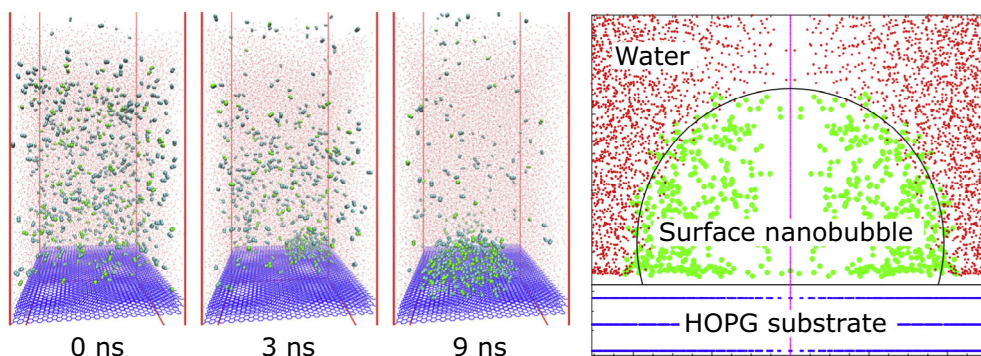 0 ns
3 ns
9 ns
Water
Surface nanobubble
HOPG substrate